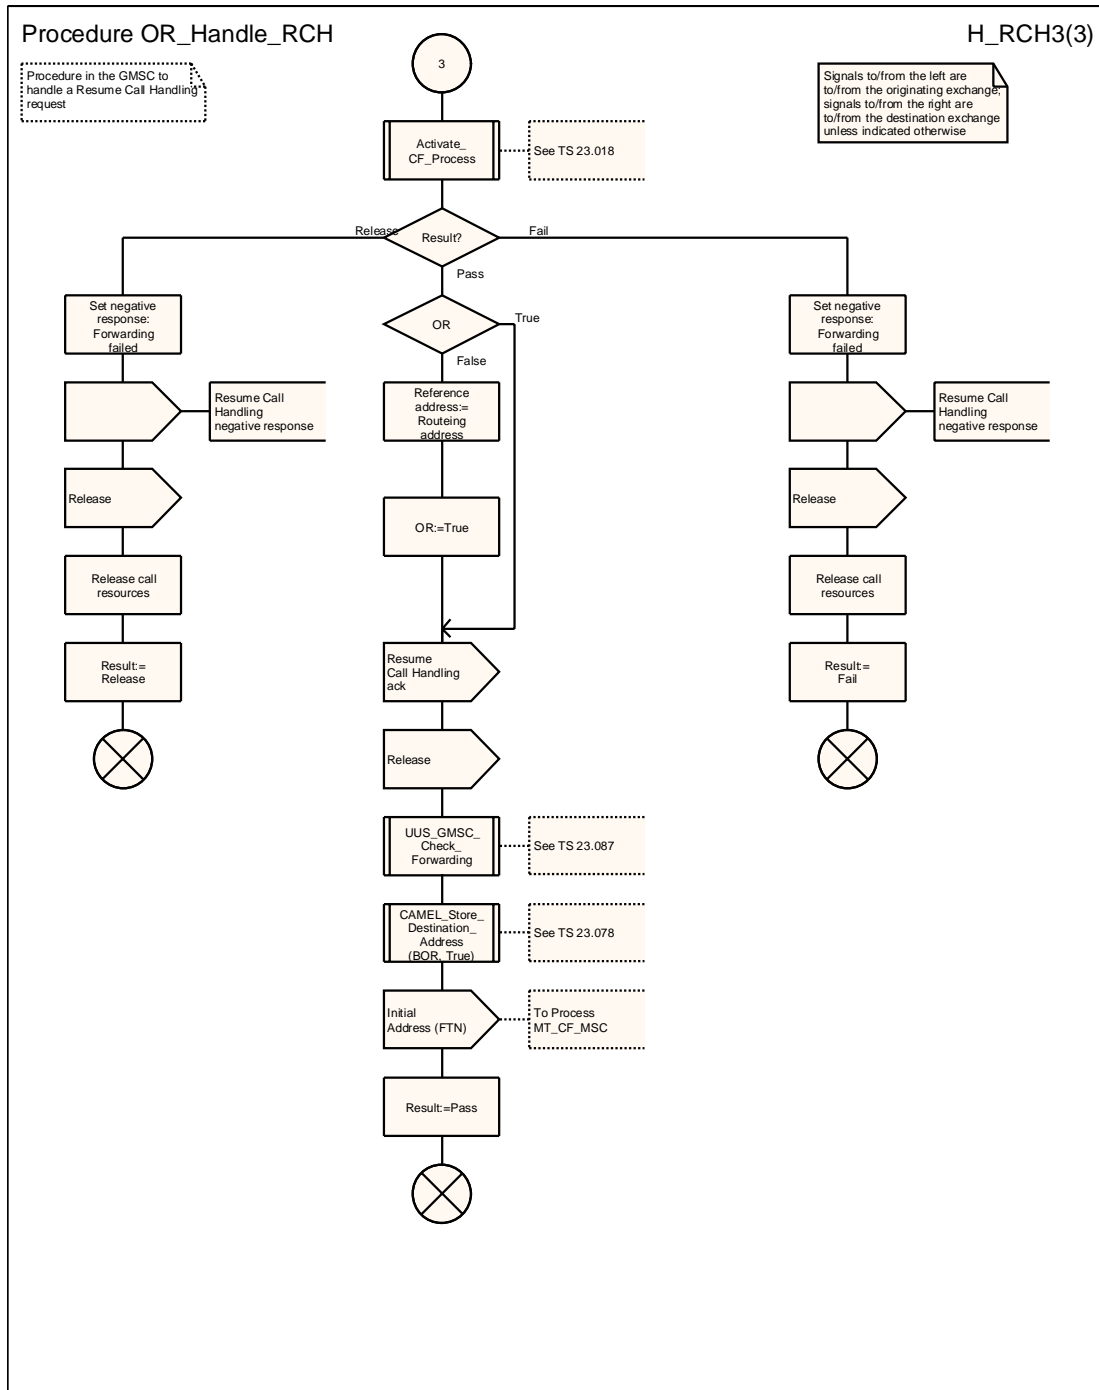 Procedure OR_Handle_RCH
H_RCH3(3)
Procedure in the GMSC to
handle a Resume Call Handling
request
3
Signals to/from the left are
to/from the originating exchange;
signals to/from the right are
to/from the destination exchange
unless indicated otherwise
Activate_
CF_Process
See TS 23.018
Release
Result?
Fail
Pass
Set negative
response:
Forwarding
failed
OR
True
False
Set negative
response:
Forwarding
failed
Resume Call
Handling
negative response
Reference
address:=
Routeing
address
Resume Call
Handling
negative response
Release
OR:=True
Release
Release call
resources
Release call
resources
Result:=
Release
Resume
Call Handling
ack
Result:=
Fail
Release
UUS_GMSC_
Check_
Forwarding
See TS 23.087
CAMEL_Store_
Destination_
Address
(BOR, True)
See TS 23.078
Initial
Address (FTN)
To Process
MT_CF_MSC
Result:=Pass